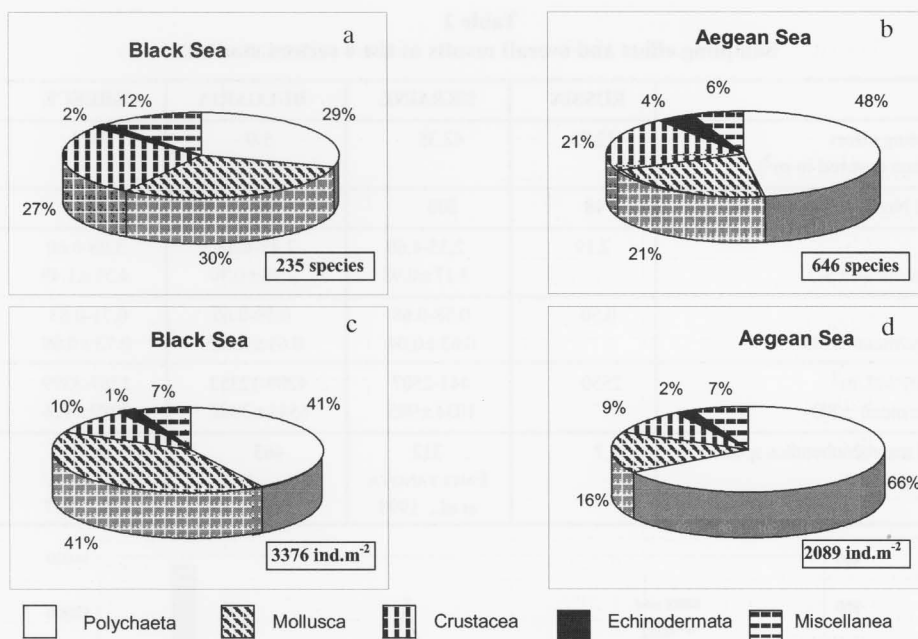 a
Black Sea
2%
12%
29%
27%
30%
235 species
b
Aegean Sea
4%
6%
48%
21%
21%
646 species
c
Black Sea
10%
1%
7%
41%
41%
3376 ind.m-2
d
Aegean Sea
9%
2%
7%
66%
16%
2089 ind.m-2
Polychaeta
Mollusca
Crustacea
Echinodermata
Miscellanea